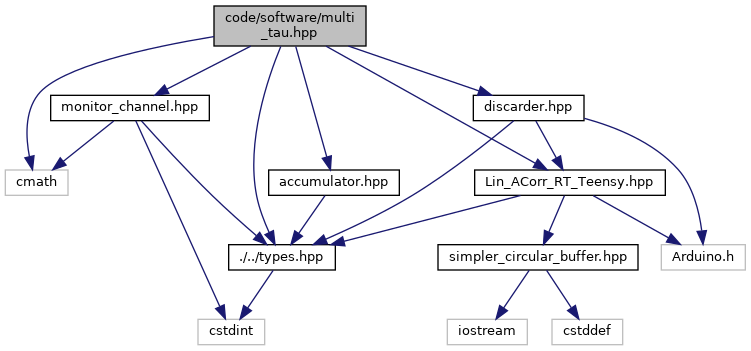 code/software/multi
_tau.hpp
monitor_channel.hpp
discarder.hpp
cmath
accumulator.hpp
Lin_ACorr_RT_Teensy.hpp
./../types.hpp
simpler_circular_buffer.hpp
Arduino.h
cstdint
iostream
cstddef